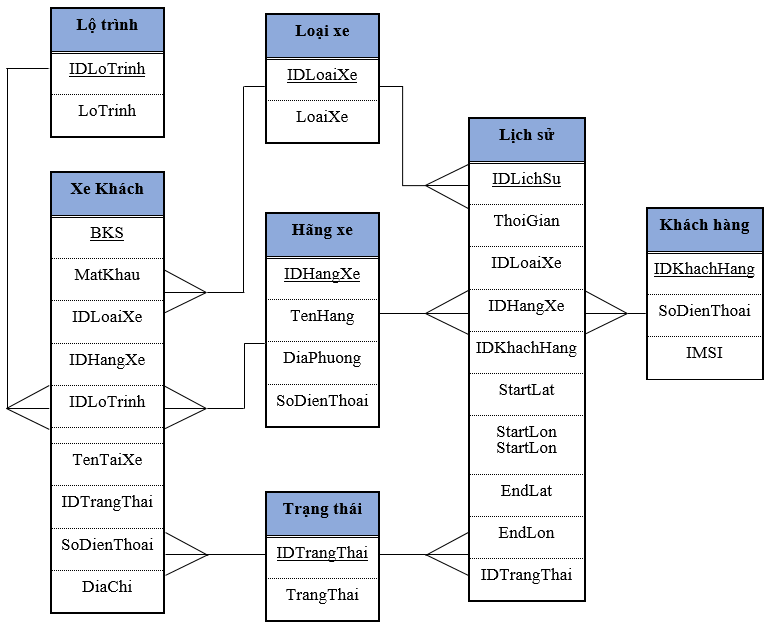 Lộ trình
IDLoTrinh
LoTrinh
Xe Khách
BKS
MatKhau
IDLoaiXe
IDHangXe
IDLoTrinh
TenTaiXe
IDTrangThai
SoDienThoai
DiaChi
Loại xe
IDLoaiXe
LoaiXe
Hãng xe
IDHangXe
TenHang
DiaPhuong
SoDienThoai
Trạng thái
IDTrangThai
TrangThai
Lịch sử
IDLichSu
ThoiGian
IDLoaiXe
IDHangXe
IDKhachHang
StartLat
StartLon
StartLon
EndLat
EndLon
IDTrangThai
Khách hàng
IDKhachHang
SoDienThoai
IMSI